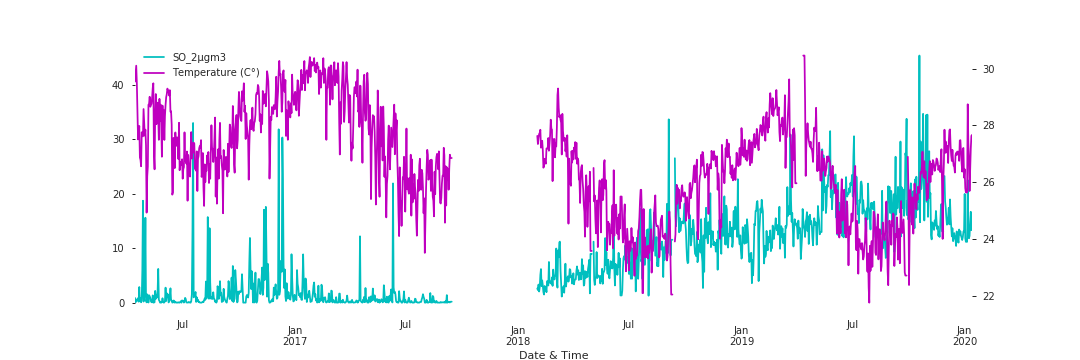 SO_2μgm3
Temperature (C°)
40
30
20
10
0
30
28
26
24
22
Jul
Jan
2017
Jul
Jan
2018
Jul
Jan
2019
Jul
Jan
2020
Date & Time